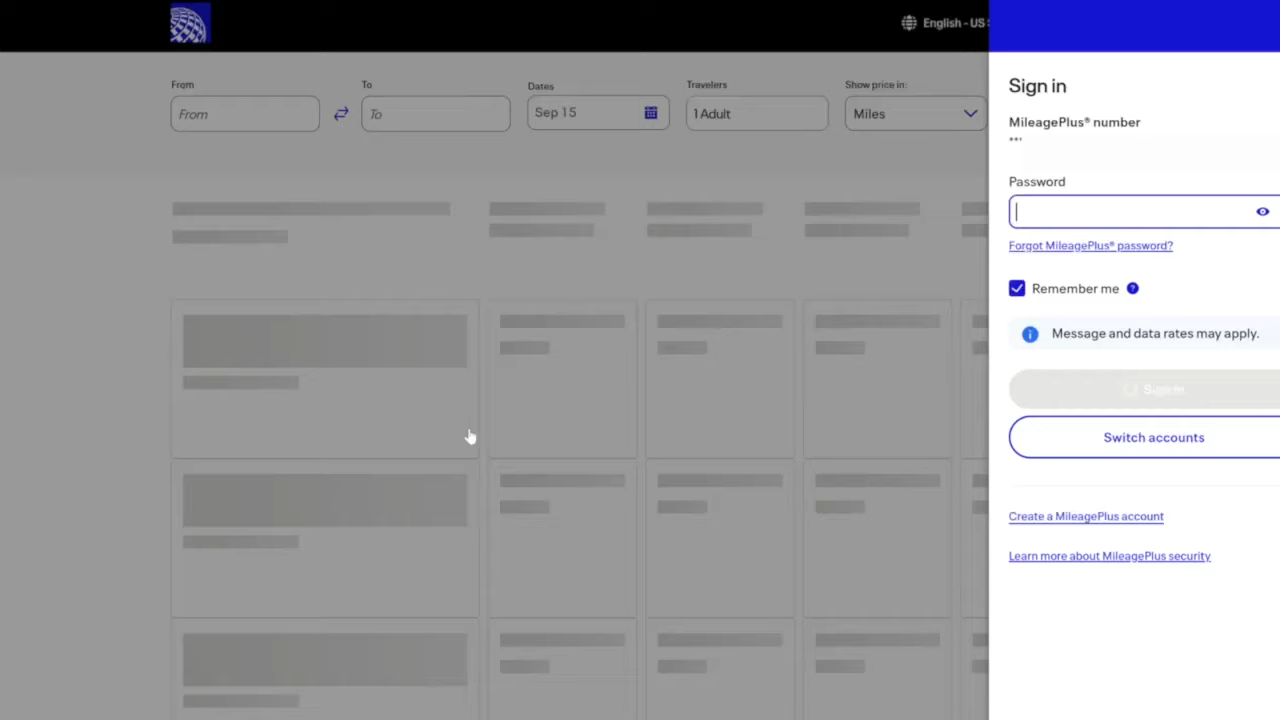 English - US
From
To
Dates
Travelers
Show price in:
From
To
Sep 15
1 Adult
Miles
Sign in
MileagePlus® number
Password
Forgot MileagePlus® password?
Remember me
Message and data rates may apply.
Sign in
Switch accounts
Create a MileagePlus account
Learn more about MileagePlus security